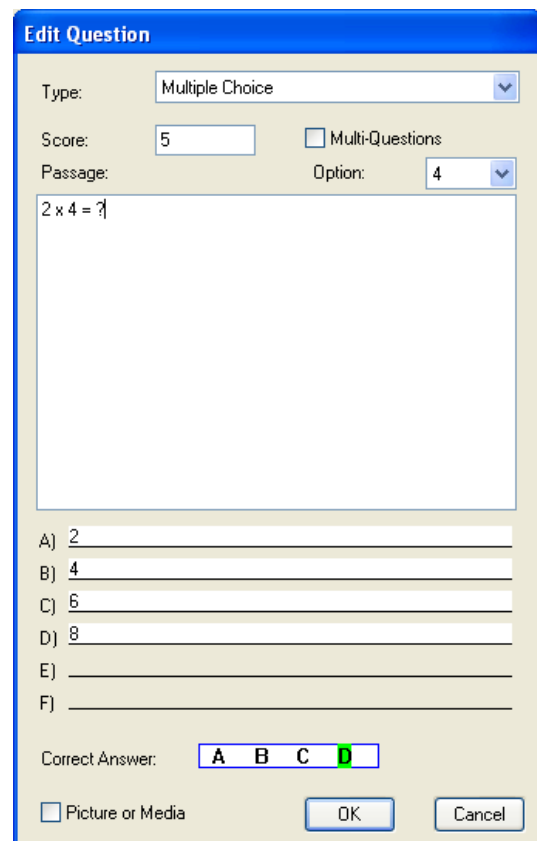 Edit Question
Type: Multiple Choice
Score: 5 Multi-Questions
Passage: Option: 4
2 x 4 = ?
A) 2
B) 4
C) 6
D) 8
E)
F)
Correct Answer: A B C D
Picture or Media OK Cancel